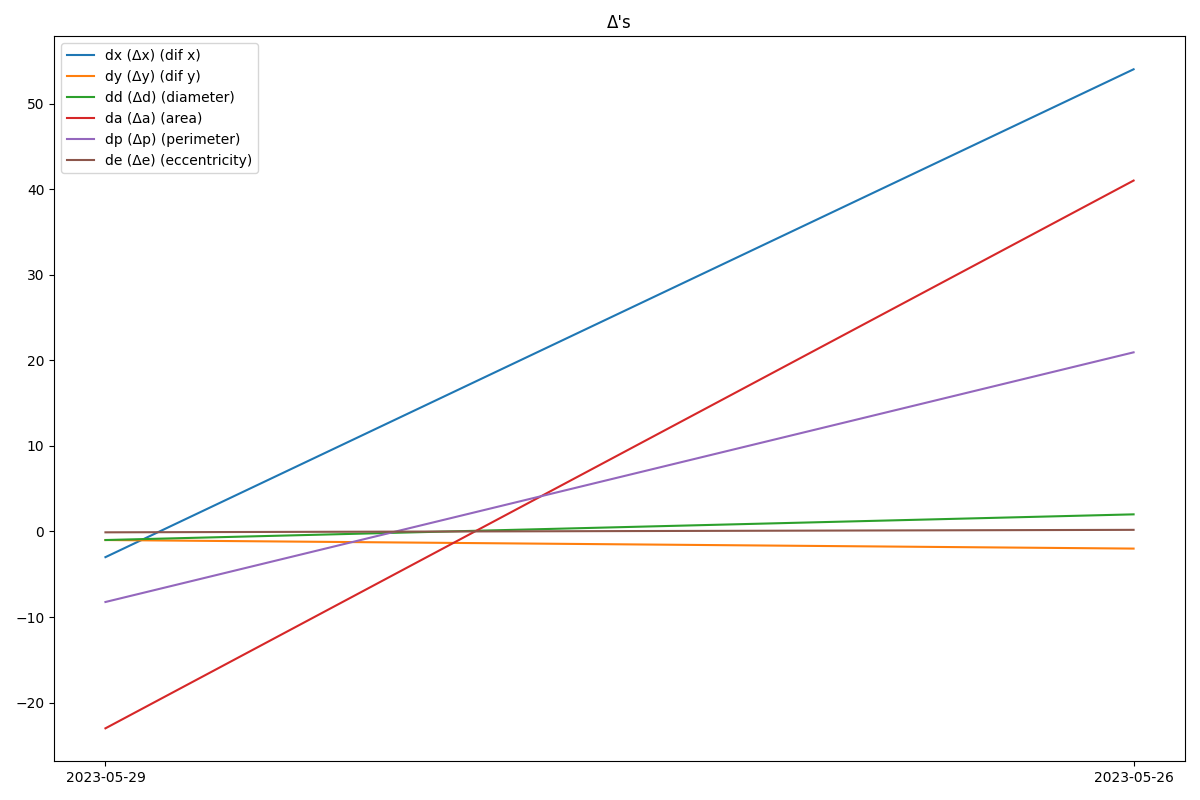 Δ's
dx (Δx) (dif x)
dy (Δy) (dif y)
dd (Δd) (diameter)
da (Δa) (area)
dp (Δp) (perimeter)
de (Δe) (eccentricity)
50
40
30
20
10
0
−10
−20
2023-05-29 2023-05-26